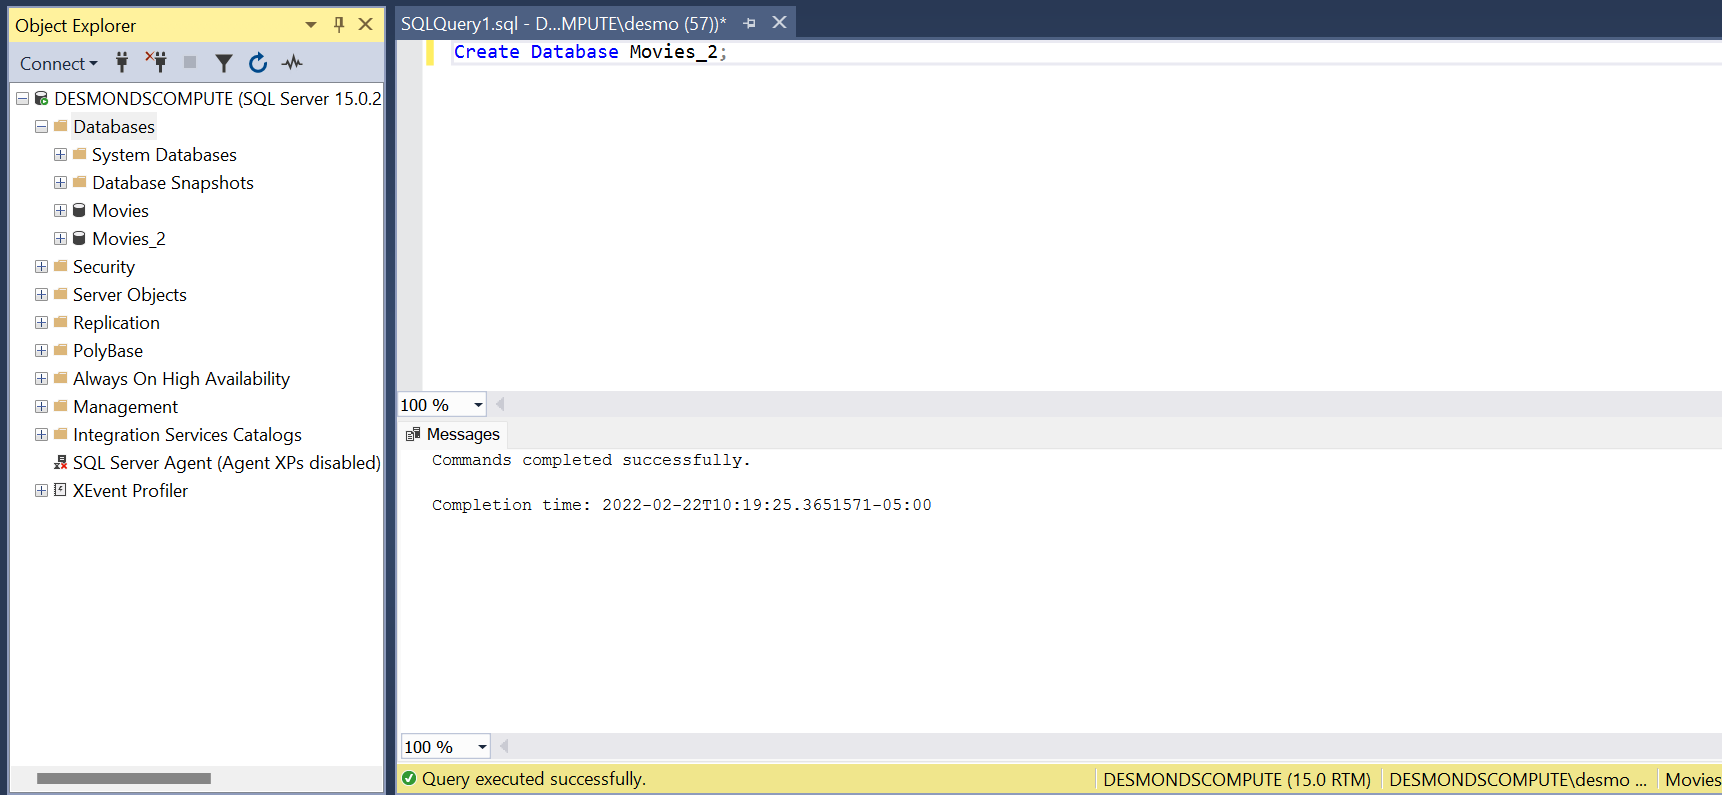 Object Explorer
Connect
DESMONDSCOMPUTE (SQL Server 15.0.2
Databases
System Databases
Database Snapshots
Movies
Movies_2
Security
Server Objects
Replication
PolyBase
Always On High Availability
Management
Integration Services Catalogs
SQL Server Agent (Agent XPs disabled)
XEvent Profiler
SQLQuery1.sql - D...MPUTE\desmo (57))*
Create Database Movies_2;
100 %
Messages
Commands completed successfully.
Completion time: 2022-02-22T10:19:25.3651571-05:00
100 %
Query executed successfully.
DESMONDSCOMPUTE (15.0 RTM)
DESMONDSCOMPUTE\desmo ...
Movies